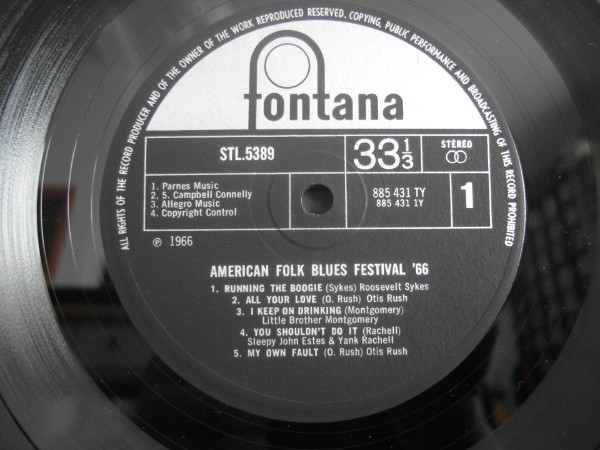 ALL RIGHTS OF THE RECORD PRODUCER AND OF THE OWNER OF THE WORK REPRODUCED RESERVED. COPYING, PUBLIC PERFORMANCE AND BROADCASTING OF THIS RECORD PROHIBITED
fontana
STL.5389
33 1/3
STEREO
1. Parnes Music
2, 5. Campbell Connelly
3. Allegro Music
4. Copyright Control
885 431 TY
885 431 1Y
1
℗ 1966
AMERICAN FOLK BLUES FESTIVAL '66
1. RUNNING THE BOOGIE (Sykes) Roosevelt Sykes
2. ALL YOUR LOVE (O. Rush) Otis Rush
3. I KEEP ON DRINKING (Montgomery)
Little Brother Montgomery
4. YOU SHOULDN'T DO IT (Rachell)
Sleepy John Estes & Yank Rachell
5. MY OWN FAULT (O. Rush) Otis Rush